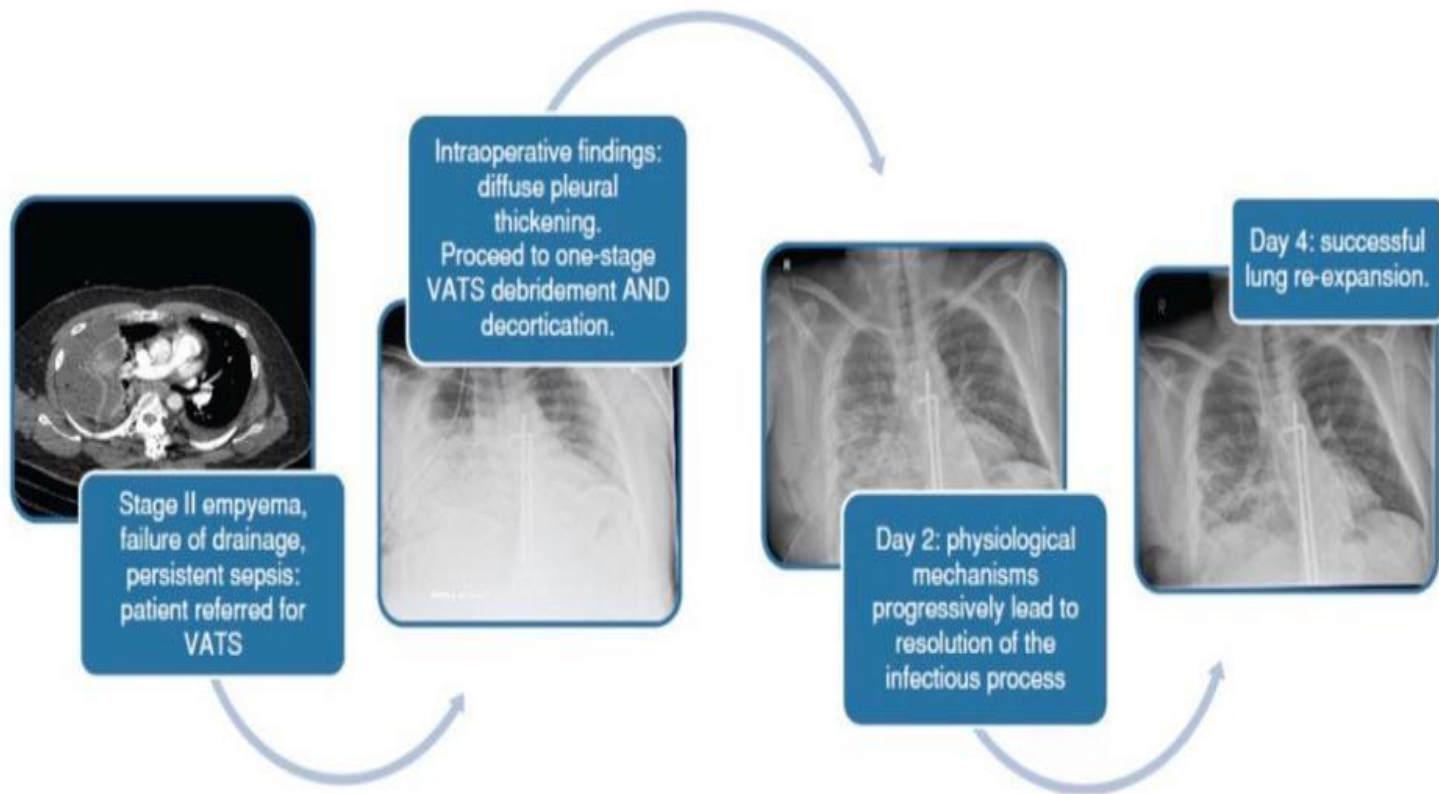 Stage II empyema,
failure of drainage,
persistent sepsis:
patient referred for
VATS
Intraoperative findings:
diffuse pleural
thickening.
Proceed to one-stage
VATS debridement AND
decortication.
Day 2: physiological
mechanisms
progressively lead to
resolution of the
infectious process
Day 4: successful
lung re-expansion.
R